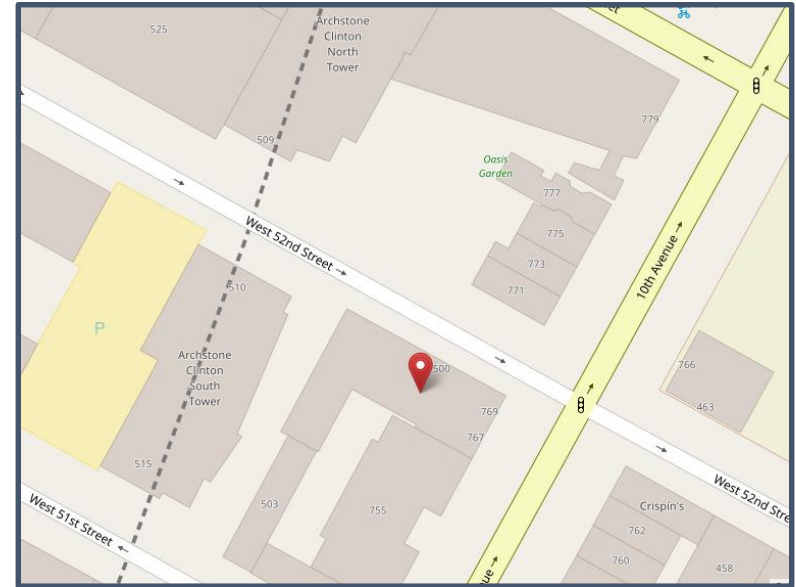 525
Archstone
Clinton
North
Tower
509
779
Oasis
Garden
777
775
773
771
10th Avenue
West 52nd Street
510
P
Archstone
Clinton
South
Tower
515
500
769
767
766
463
West 51st Street
503
755
Crispin's
762
760
458
West 52nd Stre